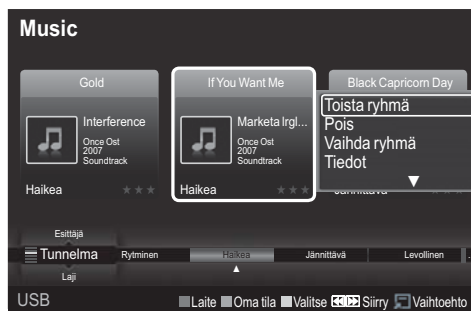 Music
Gold
If You Want Me
Black Capricorn Day
Interference
Once Ost
2007
Soundtrack
Haikea
Marketa Irgl...
Once Ost
2007
Soundtrack
Haikea
Toista ryhmä
Pois
Vaihda ryhmä
Tiedot
Jännittävä
Esittäjä
Tunnelma
Rytminen
Haikea
Jännittävä
Levollinen
Laji
USB
Laite Oma tila Valitse Siirry Vaihtoehto